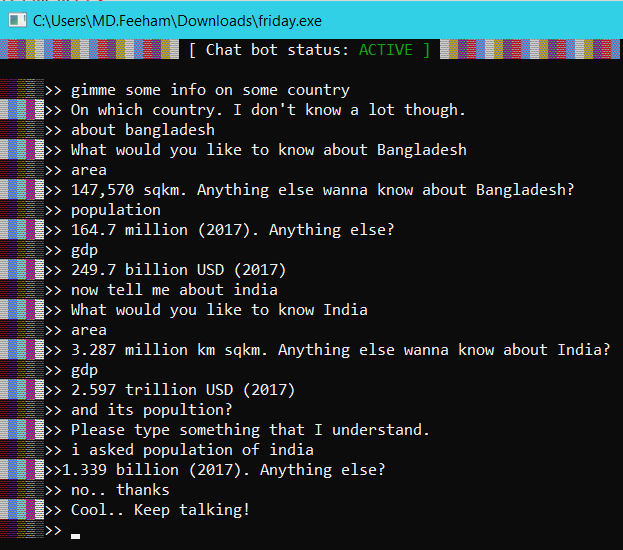 C:\Users\MD.Feeham\Downloads\friday.exe
[ Chat bot status: ACTIVE ]
>> gimme some info on some country
>> On which country. I don't know a lot though.
>> about bangladesh
>> What would you like to know about Bangladesh
>> area
>> 147,570 sqkm. Anything else wanna know about Bangladesh?
>> population
>> 164.7 million (2017). Anything else?
>> gdp
>> 249.7 billion USD (2017)
>> now tell me about india
>> What would you like to know India
>> area
>> 3.287 million km sqkm. Anything else wanna know about India?
>> gdp
>> 2.597 trillion USD (2017)
>> and its popultion?
>> Please type something that I understand.
>> i asked population of india
>>1.339 billion (2017). Anything else?
>> no.. thanks
>> Cool.. Keep talking!
>>